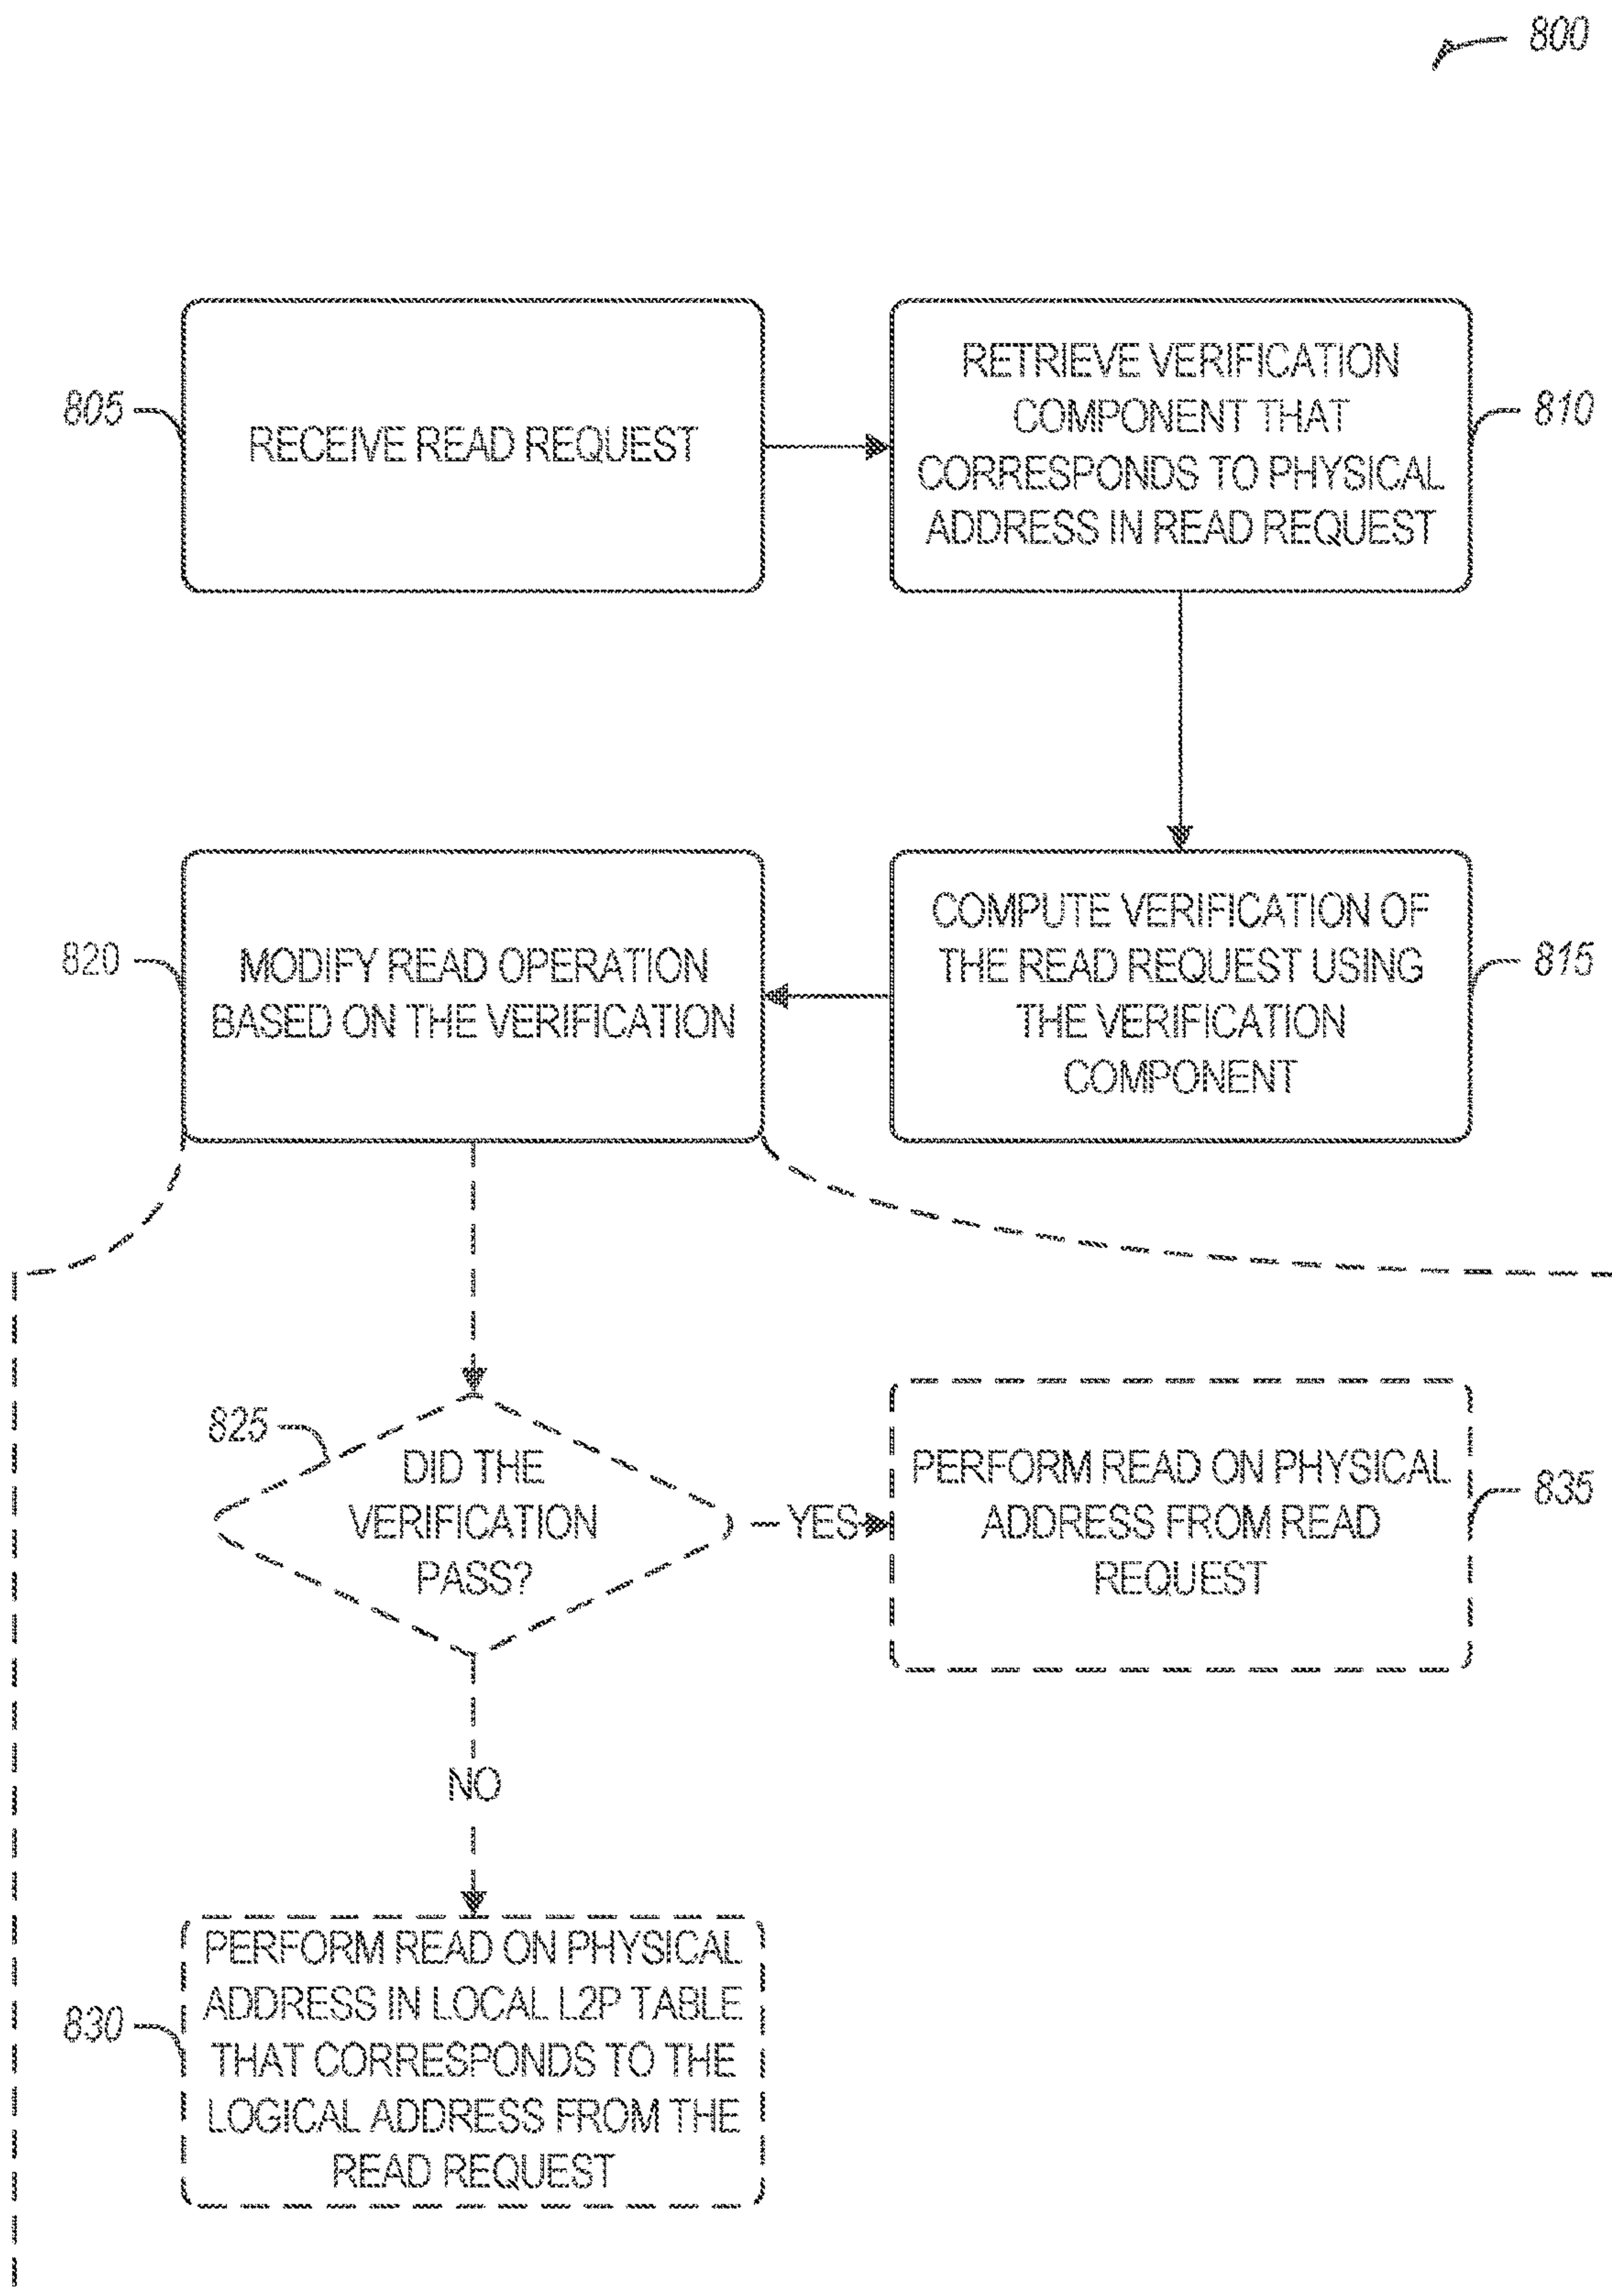 800
805
RECEIVE READ REQUEST
RETRIEVE VERIFICATION
COMPONENT THAT
CORRESPONDS TO PHYSICAL
ADDRESS IN READ REQUEST
810
820
MODIFY READ OPERATION
BASED ON THE VERIFICATION
COMPUTE VERIFICATION OF
THE READ REQUEST USING
THE VERIFICATION
COMPONENT
815
825
DID THE
VERIFICATION
PASS?
YES
PERFORM READ ON PHYSICAL
ADDRESS FROM READ
REQUEST
835
NO
830
PERFORM READ ON PHYSICAL
ADDRESS IN LOCAL L2P TABLE
THAT CORRESPONDS TO THE
LOGICAL ADDRESS FROM THE
READ REQUEST